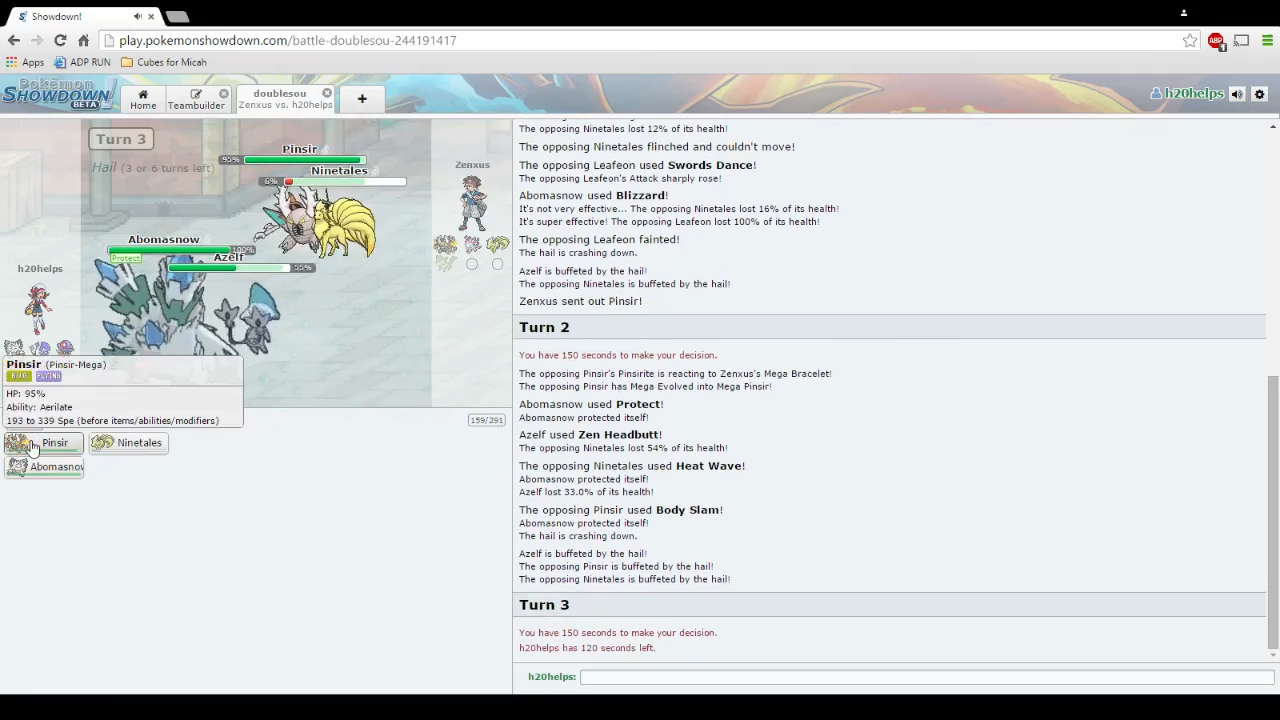 Showdown!
play.pokemonshowdown.com/battle-doublesou-244191417
Apps
ADP RUN
Cubes for Micah
ABP
Pokémon
SHOWDOWN
BETA
Home
Teambuilder
doublesou
Zenxus vs. h20helps
+
h20helps
Turn 3
Hail (3 or 6 turns left)
Pinsir
95%
Ninetales
6%
Zenxus
Abomasnow
100%
Protect
Azelf
55%
h20helps
Pinsir (Pinsir-Mega)
BUG
FLYING
HP: 95%
Ability: Aerilate
193 to 339 Spe (before items/abilities/modifiers)
159/291
Pinsir
Ninetales
Abomasnow
The opposing Ninetales lost 12% of its health!
The opposing Ninetales flinched and couldn't move!
The opposing Leafeon used Swords Dance!
The opposing Leafeon's Attack sharply rose!
Abomasnow used Blizzard!
It's not very effective... The opposing Ninetales lost 16% of its health!
It's super effective! The opposing Leafeon lost 100% of its health!
The opposing Leafeon fainted!
The hail is crashing down.
Azelf is buffeted by the hail!
The opposing Ninetales is buffeted by the hail!
Zenxus sent out Pinsir!
Turn 2
You have 150 seconds to make your decision.
The opposing Pinsir's Pinsirite is reacting to Zenxus's Mega Bracelet!
The opposing Pinsir has Mega Evolved into Mega Pinsir!
Abomasnow used Protect!
Abomasnow protected itself!
Azelf used Zen Headbutt!
The opposing Ninetales lost 54% of its health!
The opposing Ninetales used Heat Wave!
Abomasnow protected itself!
Azelf lost 33.0% of its health!
The opposing Pinsir used Body Slam!
Abomasnow protected itself!
The hail is crashing down.
Azelf is buffeted by the hail!
The opposing Pinsir is buffeted by the hail!
The opposing Ninetales is buffeted by the hail!
Turn 3
You have 150 seconds to make your decision.
h20helps has 120 seconds left.
h20helps: